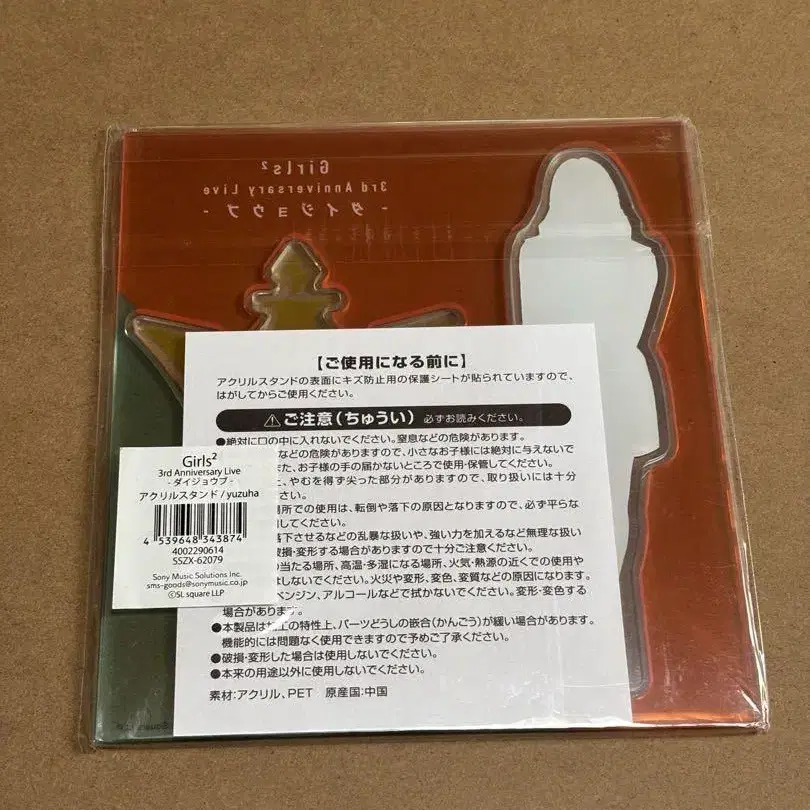 Girls²
3rd Anniversary Live
- ダイジョウブ -
【ご使用になる前に】
アクリルスタンドの表面にキズ防止用の保護シートが貼られていますので、
はがしてからご使用ください。
⚠ご注意(ちゅうい) 必ずお読みください。
●絶対に口の中に入れないでください。窒息などの危険があります。
などの危険がありますので、小さなお子様には絶対に与えないで
また、お子様の手の届かないところで使用・保管してください。
上、やむを得ず尖った部分がありますので、取り扱いには十分
さい。
場所での使用は、転倒や落下の原因となりますので、必ず平らな
してください。
落下させるなどの乱暴な扱いや、強い力を加えるなど無理な扱い
破損・変形する場合がありますので十分ご注意ください。
の当たる場所、高温・多湿になる場所、火気・熱源の近くでの使用や
はしないでください。火災や変形、変色、変質などの原因になります。
ベンジン、アルコールなどで拭かないでください。変形・変色する
場合があります。
●本製品は加工の特性上、パーツどうしの嵌合(かんごう)が緩い場合があります。
機能的には問題なく使用できますので予めご了承ください。
●破損・変形した場合は使用しないでください。
●本来の用途以外に使用しないでください。
素材:アクリル、PET 原産国:中国
Girls²
3rd Anniversary Live
- ダイジョウブ -
アクリルスタンド / yuzuha
4 539648 343874
4002290614
SSZX-62079
Sony Music Solutions Inc.
sms-goods@sonymusic.co.jp
©SL square LLP